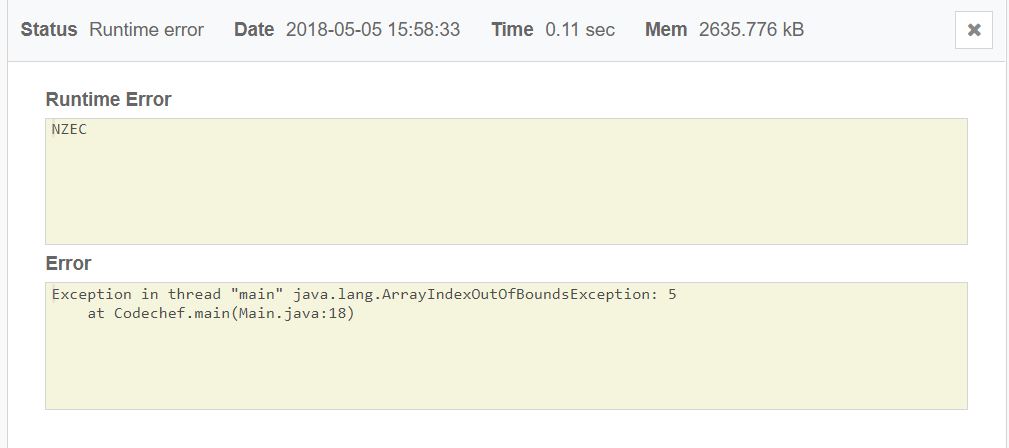 Status Runtime error Date 2018-05-05 15:58:33 Time 0.11 sec Mem 2635.776 kB ×
Runtime Error
NZEC
Error
Exception in thread "main" java.lang.ArrayIndexOutOfBoundsException: 5
at Codechef.main(Main.java:18)